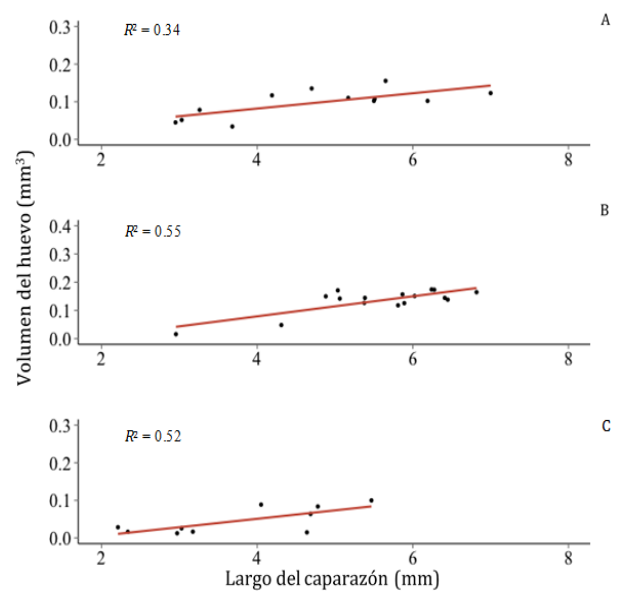 A
R² = 0.34
0.3
0.2
0.1
0.0
2 4 6 8
B
R² = 0.55
0.4
0.3
0.2
0.1
0.0
2 4 6 8
Volumen del huevo (mm³)
C
R² = 0.52
0.3
0.2
0.1
0.0
2 4 6 8
Largo del caparazón (mm)